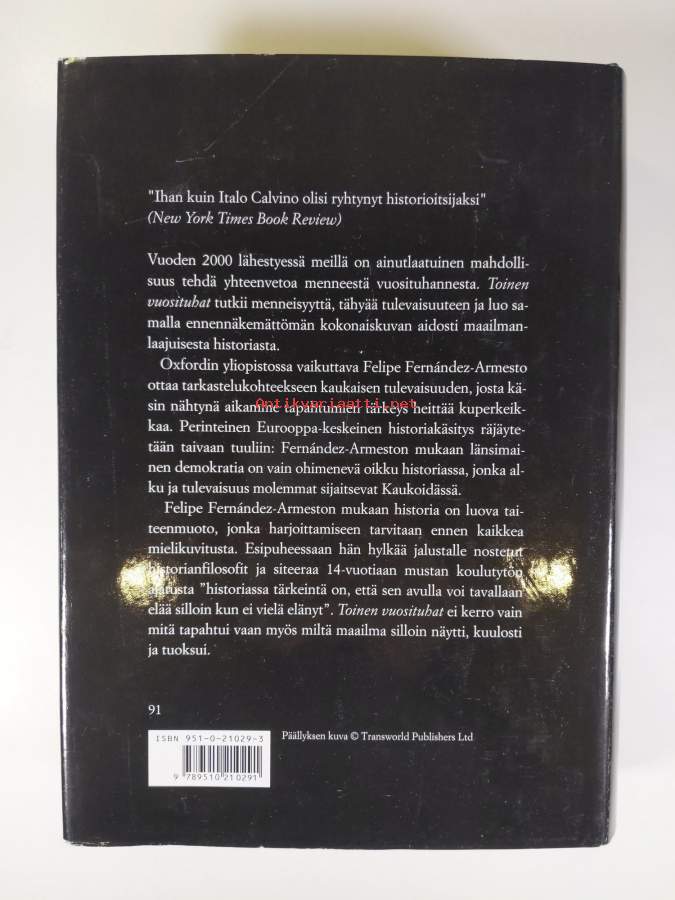 "Ihan kuin Italo Calvino olisi ryhtynyt historioitsijaksi"
(New York Times Book Review)
Vuoden 2000 lähestyessä meillä on ainutlaatuinen mahdolli-
suus tehdä yhteenvetoa menneestä vuosituhannesta. Toinen
vuosituhat tutkii menneisyyttä, tähyää tulevaisuuteen ja luo sa-
malla ennennäkemättömän kokonaiskuvan aidosti maailman-
laajuisesta historiasta.
Oxfordin yliopistossa vaikuttava Felipe Fernández-Armesto
ottaa tarkastelukohteekseen kaukaisen tulevaisuuden, josta kä-
sin nähtynä aikamme tapahtumien tärkeys heittää kuperkeik-
Antikvariaatti.net
kaa. Perinteinen Eurooppa-keskeinen historiakäsitys räjäyte-
tään taivaan tuuliin: Fernández-Armeston mukaan länsimai-
nen demokratia on vain ohimenevä oikku historiassa, jonka al-
ku ja tulevaisuus molemmat sijaitsevat Kaukoidässä.
Felipe Fernández-Armeston mukaan historia on luova tai-
teenmuoto, jonka harjoittamiseen tarvitaan ennen kaikkea
mielikuvitusta. Esipuheessaan hän hylkää jalustalle nostetut
historianfilosofit ja siteeraa 14-vuotiaan mustan koulutytön
ajatusta "historiassa tärkeintä on, että sen avulla voi tavallaan
elää silloin kun ei vielä elänyt". Toinen vuosituhat ei kerro vain
mitä tapahtui vaan myös miltä maailma silloin näytti, kuulosti
ja tuoksui.
91
ISBN 951-0-21029-3
Päällyksen kuva © Transworld Publishers Ltd
9 789510 210291